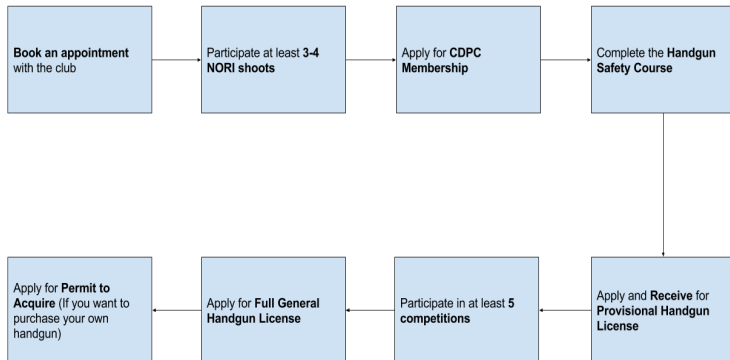 Book an appointment
with the club
Participate at least 3-4
NORI shoots
Apply for CDPC
Membership
Complete the Handgun
Safety Course
Apply and Receive for
Provisional Handgun
License
Participate in at least 5
competitions
Apply for Full General
Handgun License
Apply for Permit to
Acquire (If you want to
purchase your own
handgun)